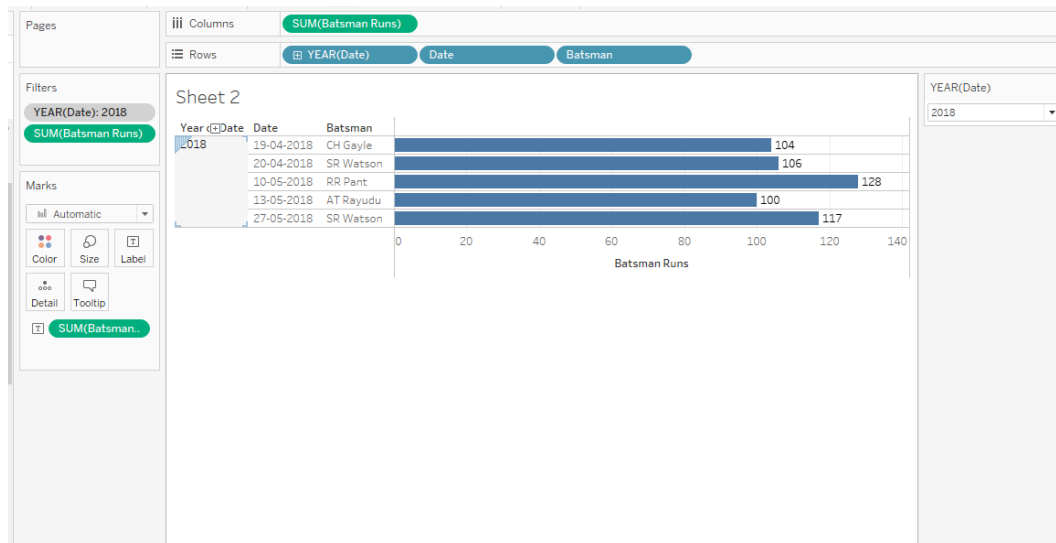 Pages
Columns
SUM(Batsman Runs)
Rows
YEAR(Date)
Date
Batsman
Filters
YEAR(Date): 2018
SUM(Batsman Runs)
Marks
Automatic
Color
Size
Label
Detail
Tooltip
SUM(Batsman..
Sheet 2
Date Date Batsman
2018 19-04-2018 CH Gayle 104
20-04-2018 SR Watson 106
10-05-2018 RR Pant 128
13-05-2018 AT Rayudu 100
27-05-2018 SR Watson 117
0 20 40 60 80 100 120 140
Batsman Runs
YEAR(Date)
2018